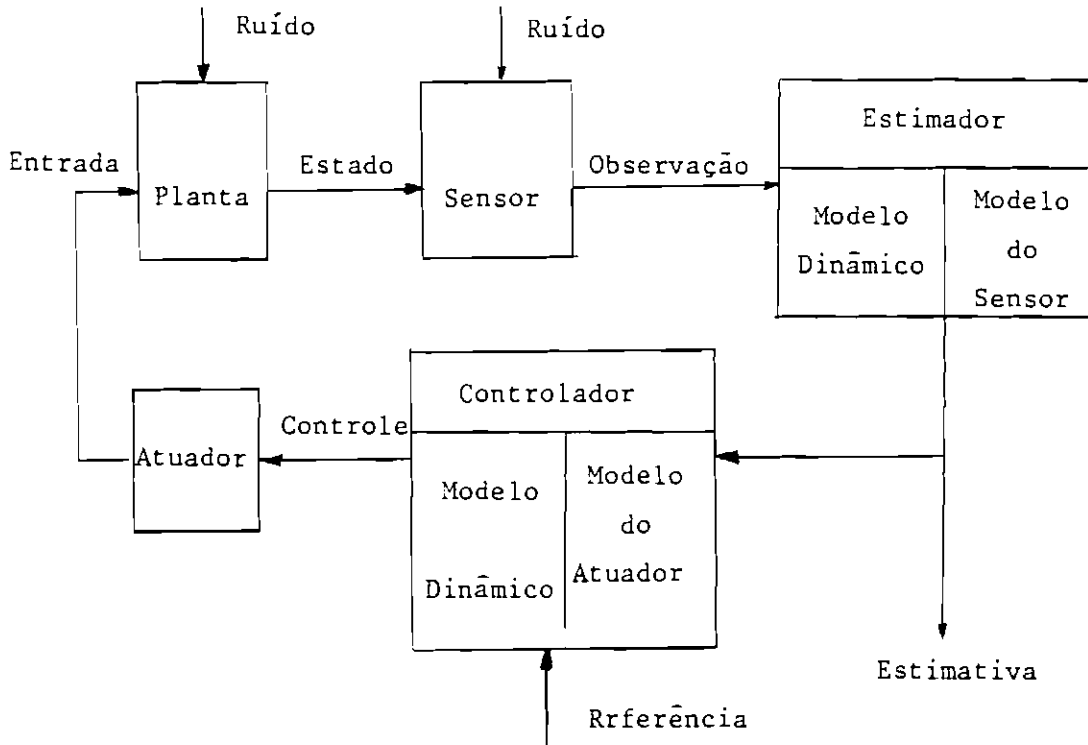 Ruído
Ruído
Estimador
Entrada
Estado
Observação
Planta
Sensor
Modelo
Dinâmico
Modelo
do
Sensor
Controlador
Controle
Atuador
Modelo
Dinâmico
Modelo
do
Atuador
Estimativa
Rrferência